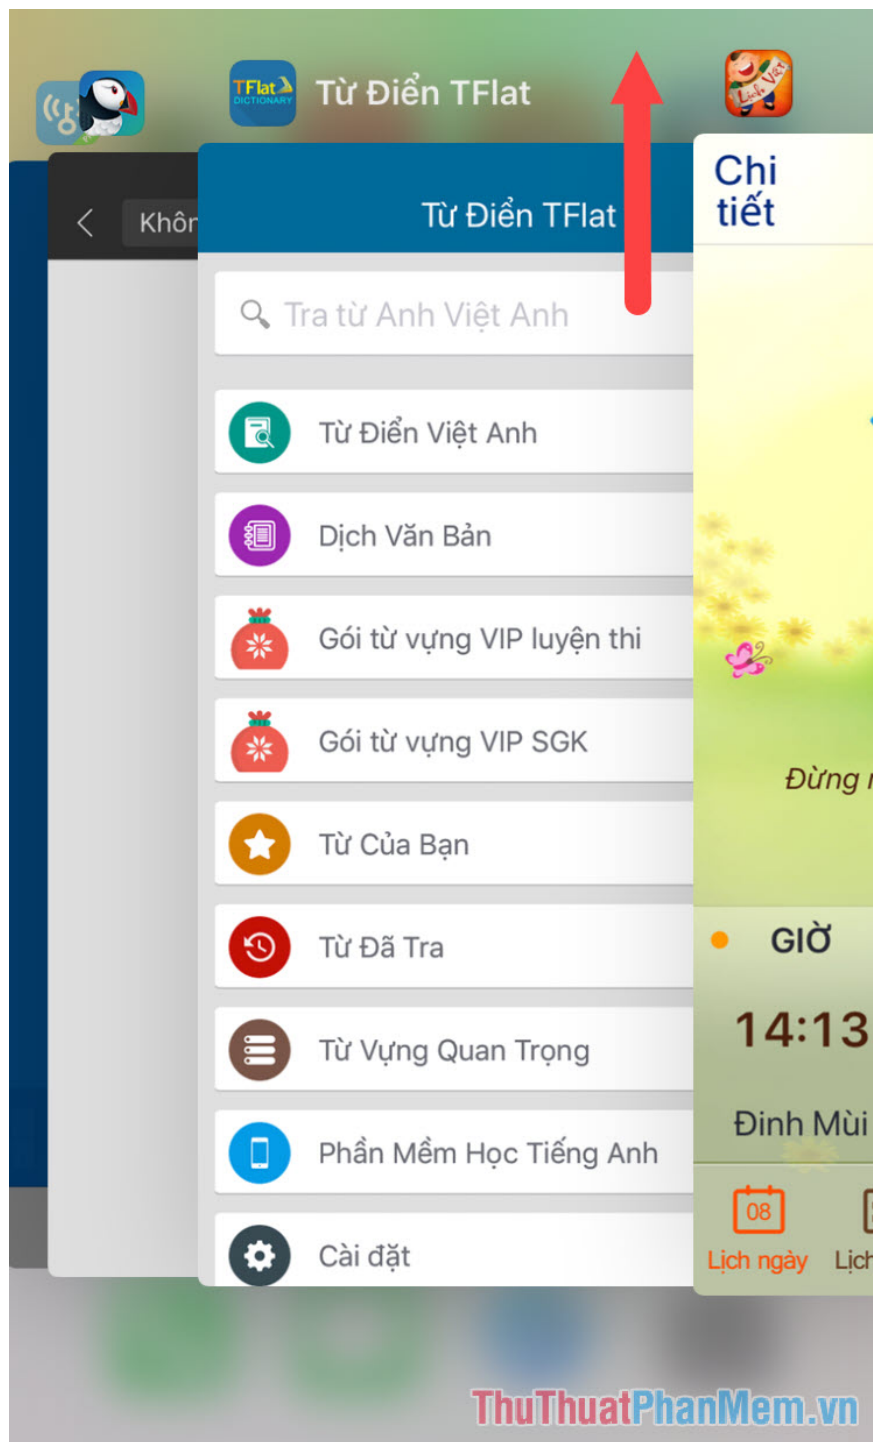 TFlat
DICTIONARY
Từ Điển TFlat
Lịch Việt
Khôn
Từ Điển TFlat
Chi
tiết
Tra từ Anh Việt Anh
Từ Điển Việt Anh
Dịch Văn Bản
Gói từ vựng VIP luyện thi
Gói từ vựng VIP SGK
Từ Của Bạn
Từ Đã Tra
Từ Vựng Quan Trọng
Phần Mềm Học Tiếng Anh
Cài đặt
Đừng
GIỜ
14:13
Đinh Mùi
08
Lịch ngày
Lịch
ThuThuatPhanMem.vn